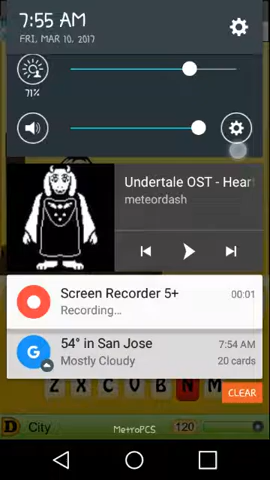 7:55 AM
FRI, MAR 10, 2017
71%
Undertale OST - Hear
meteordash
Screen Recorder 5+
00:01
Recording...
G
54° in San Jose
7:54 AM
Mostly Cloudy
20 cards
Z X C V B N M
CLEAR
D City
120
MetroPCS